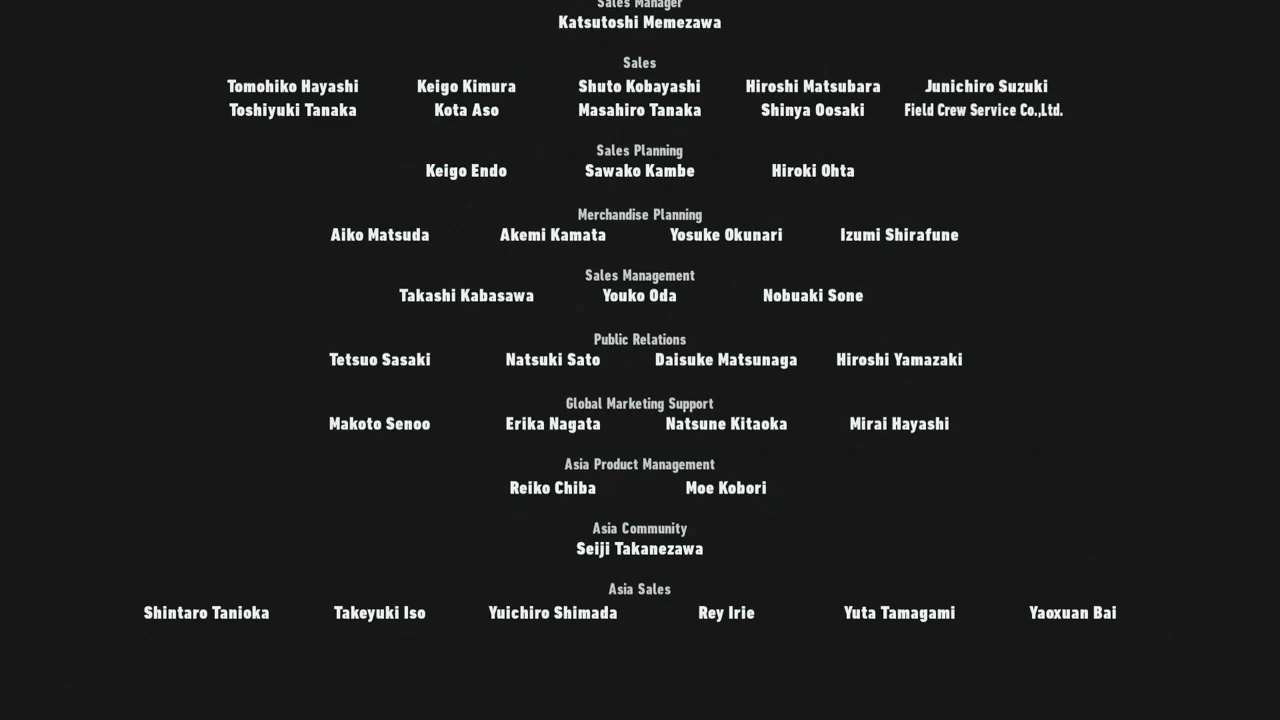 Sales Manager
Katsutoshi Memezawa
Sales
Tomohiko Hayashi Keigo Kimura Shuto Kobayashi Hiroshi Matsubara Junichiro Suzuki
Toshiyuki Tanaka Kota Aso Masahiro Tanaka Shinya Oosaki Field Crew Service Co.,Ltd.
Sales Planning
Keigo Endo Sawako Kambe Hiroki Ohta
Merchandise Planning
Aiko Matsuda Akemi Kamata Yosuke Okunari Izumi Shirafune
Sales Management
Takashi Kabasawa Youko Oda Nobuaki Sone
Public Relations
Tetsuo Sasaki Natsuki Sato Daisuke Matsunaga Hiroshi Yamazaki
Global Marketing Support
Makoto Senoo Erika Nagata Natsune Kitaoka Mirai Hayashi
Asia Product Management
Reiko Chiba Moe Kobori
Asia Community
Seiji Takanezawa
Asia Sales
Shintaro Tanioka Takeyuki Iso Yuichiro Shimada Rey Irie Yuta Tamagami Yaoxuan Bai